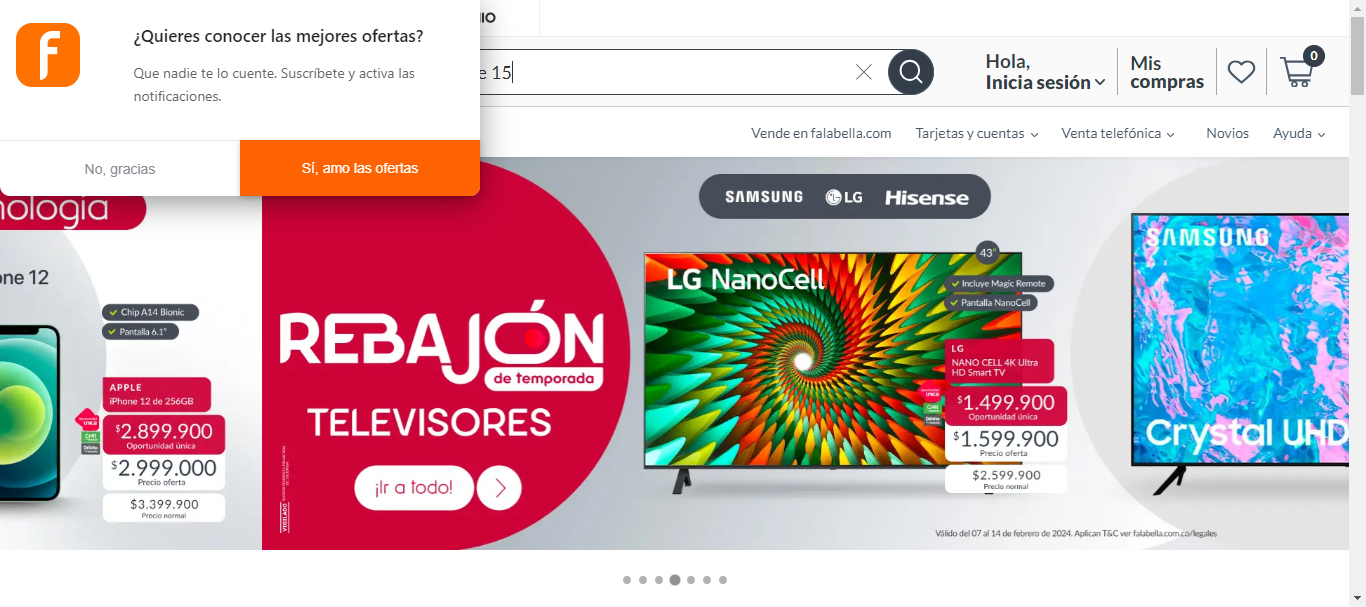 ¿Quieres conocer las mejores ofertas?
Que nadie te lo cuente. Suscríbete y activa las
notificaciones.
No, gracias
Sí, amo las ofertas
e 15
Hola,
Inicia sesión
Mis
compras
0
Vende en falabella.com
Tarjetas y cuentas
Venta telefónica
Novios
Ayuda
nología
one 12
Chip A14 Bionic
Pantalla 6.1"
APPLE
iPhone 12 de 256GB
$2.899.900
Oportunidad única
$2.999.000
Precio oferta
$3.399.900
Precio normal
REBAJÓN
de temporada
TELEVISORES
¡Ir a todo!
VIGILADO
SAMSUNG LG Hisense
LG NanoCell
43"
Incluye Magic Remote
Pantalla NanoCell
LG
NANO CELL 4K Ultra
HD Smart TV
$1.499.900
Oportunidad única
$1.599.900
Precio oferta
$2.599.900
Precio normal
SAMSUNG
Crystal UHD
Válido del 07 al 14 de febrero de 2024. Aplican T&C ver falabella.com.co/legales